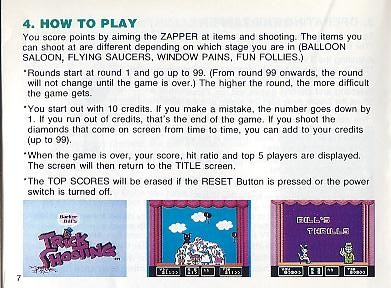 4. HOW TO PLAY
You score points by aiming the ZAPPER at items and shooting. The items you
can shoot at are different depending on which stage you are in (BALLOON
SALOON, FLYING SAUCERS, WINDOW PAINS, FUN FOLLIES.)
*Rounds start at round 1 and go up to 99. (From round 99 onwards, the round
will not change until the game is over.) The higher the round, the more difficult
the game gets.
*You start out with 10 credits. If you make a mistake, the number goes down by
1. If you run out of credits, that's the end of the game. If you shoot the
diamonds that come on screen from time to time, you can add to your credits
(up to 99).
*When the game is over, your score, hit ratio and top 5 players are displayed.
The screen will then return to the TITLE screen.
*The TOP SCORES will be erased if the RESET Button is pressed or the power
switch is turned off.
Barker
Bill's
TRICK
SHOOTING
BILL'S
THRILLS
7